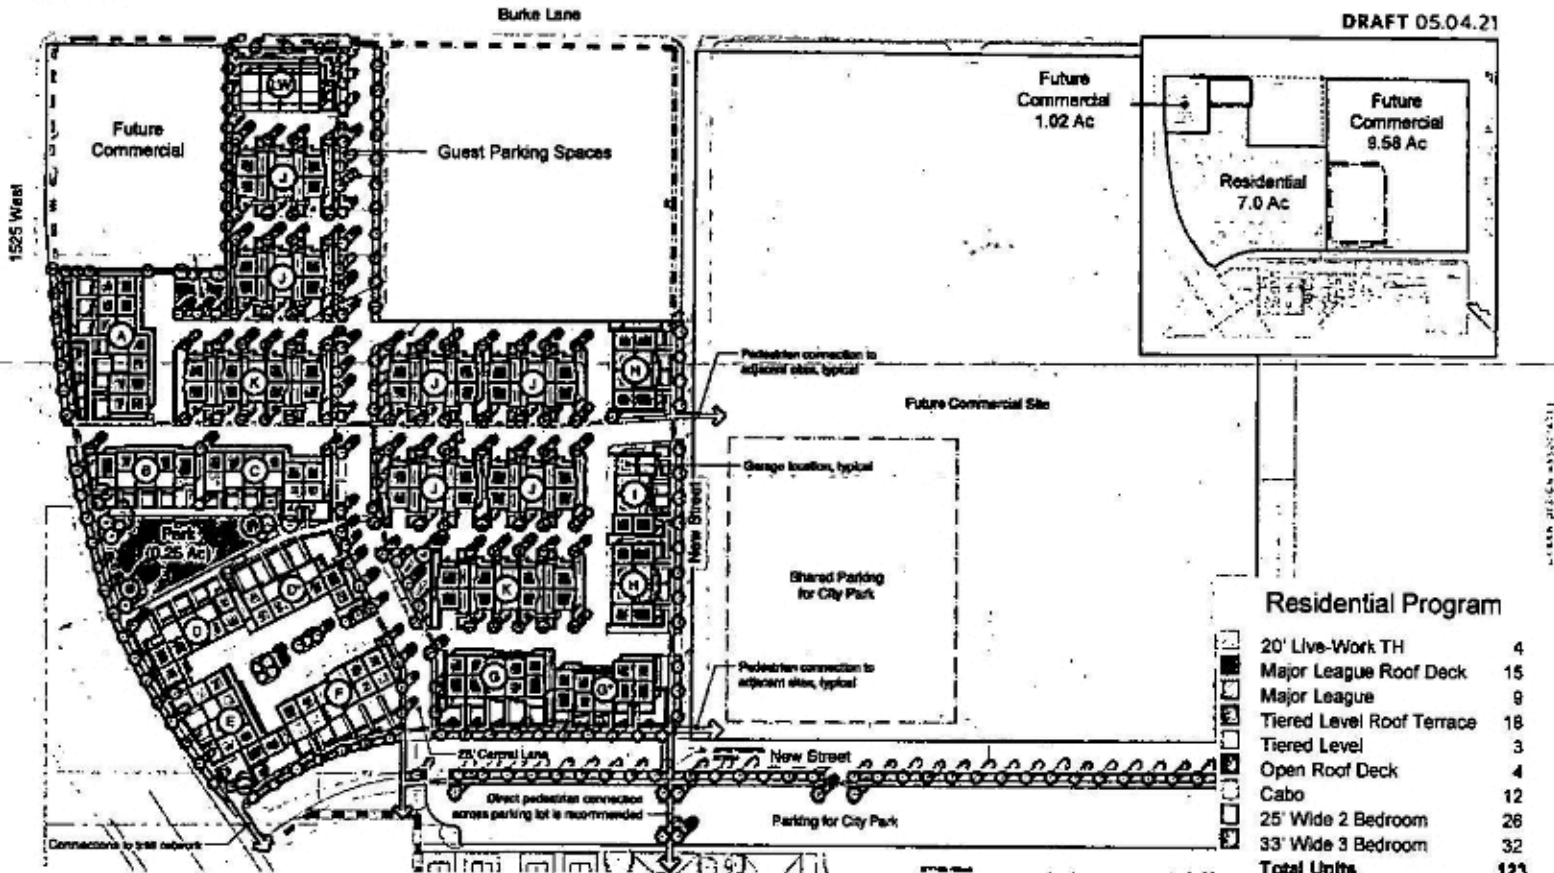 Burke Lane
DRAFT 05.04.21
Future
Commercial
1525 West
LW
Guest Parking Spaces
J
J
A
K
J
J
H
B
C
J
J
I
Park
(0.25 Ac)
K
H
D
D'
E
F
G
G'
Future
Commercial
1.02 Ac
Future
Commercial
9.58 Ac
Residential
7.0 Ac
Pedestrian connection to
adjacent sites, typical
Future Commercial Site
Garage location, typical
New Street
Shared Parking
for City Park
Pedestrian connection to
adjacent sites, typical
25' Central Lane
New Street
Direct pedestrian connection
across parking lot is recommended
Parking for City Park
Connections to trail network
Residential Program
20' Live-Work TH 4
Major League Roof Deck 15
Major League 9
Tiered Level Roof Terrace 18
Tiered Level 3
Open Roof Deck 4
Cabo 12
25' Wide 2 Bedroom 26
33' Wide 3 Bedroom 32
Total Units 123